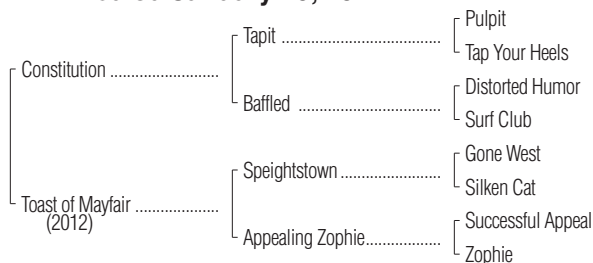 Pulpit
Tapit
Tap Your Heels
Constitution
Distorted Humor
Baffled
Surf Club
Gone West
Speightstown
Silken Cat
Toast of Mayfair
(2012)
Successful Appeal
Appealing Zophie
Zophie